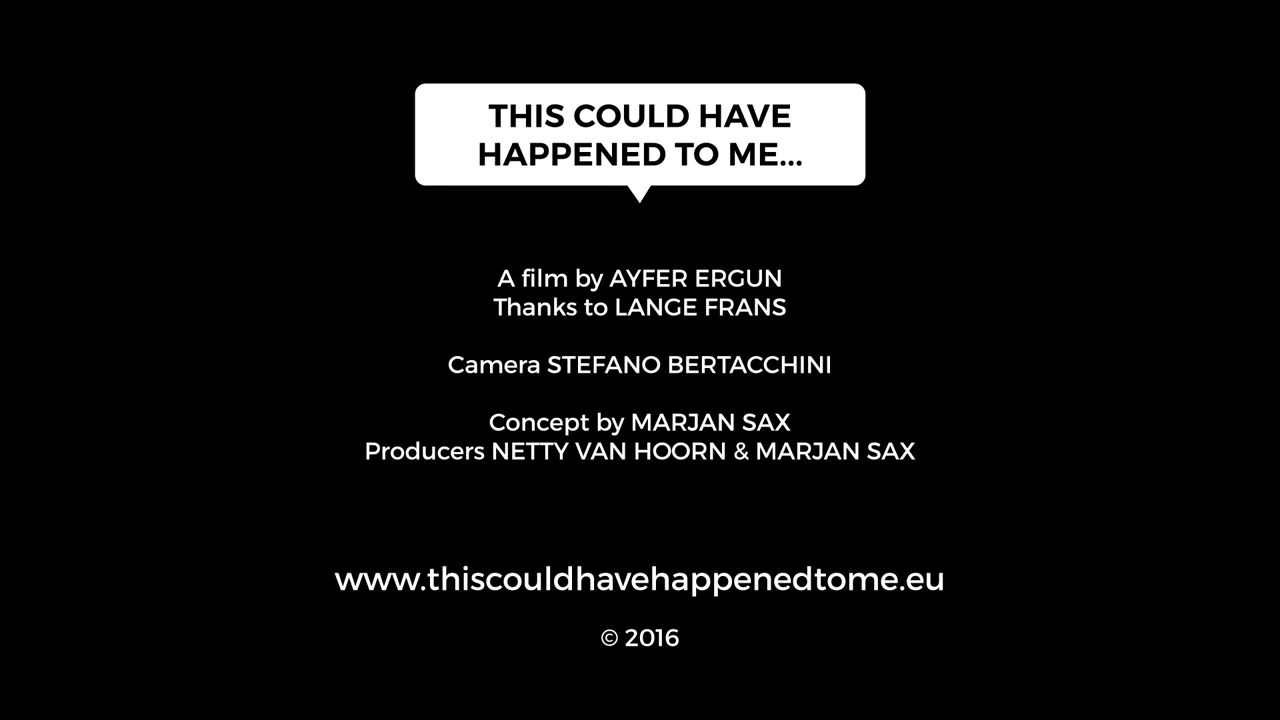 THIS COULD HAVE
HAPPENED TO ME...
A film by AYFER ERGUN
Thanks to LANGE FRANS
Camera STEFANO BERTACCHINI
Concept by MARJAN SAX
Producers NETTY VAN HOORN & MARJAN SAX
www.thiscouldhavehappenedtome.eu
© 2016